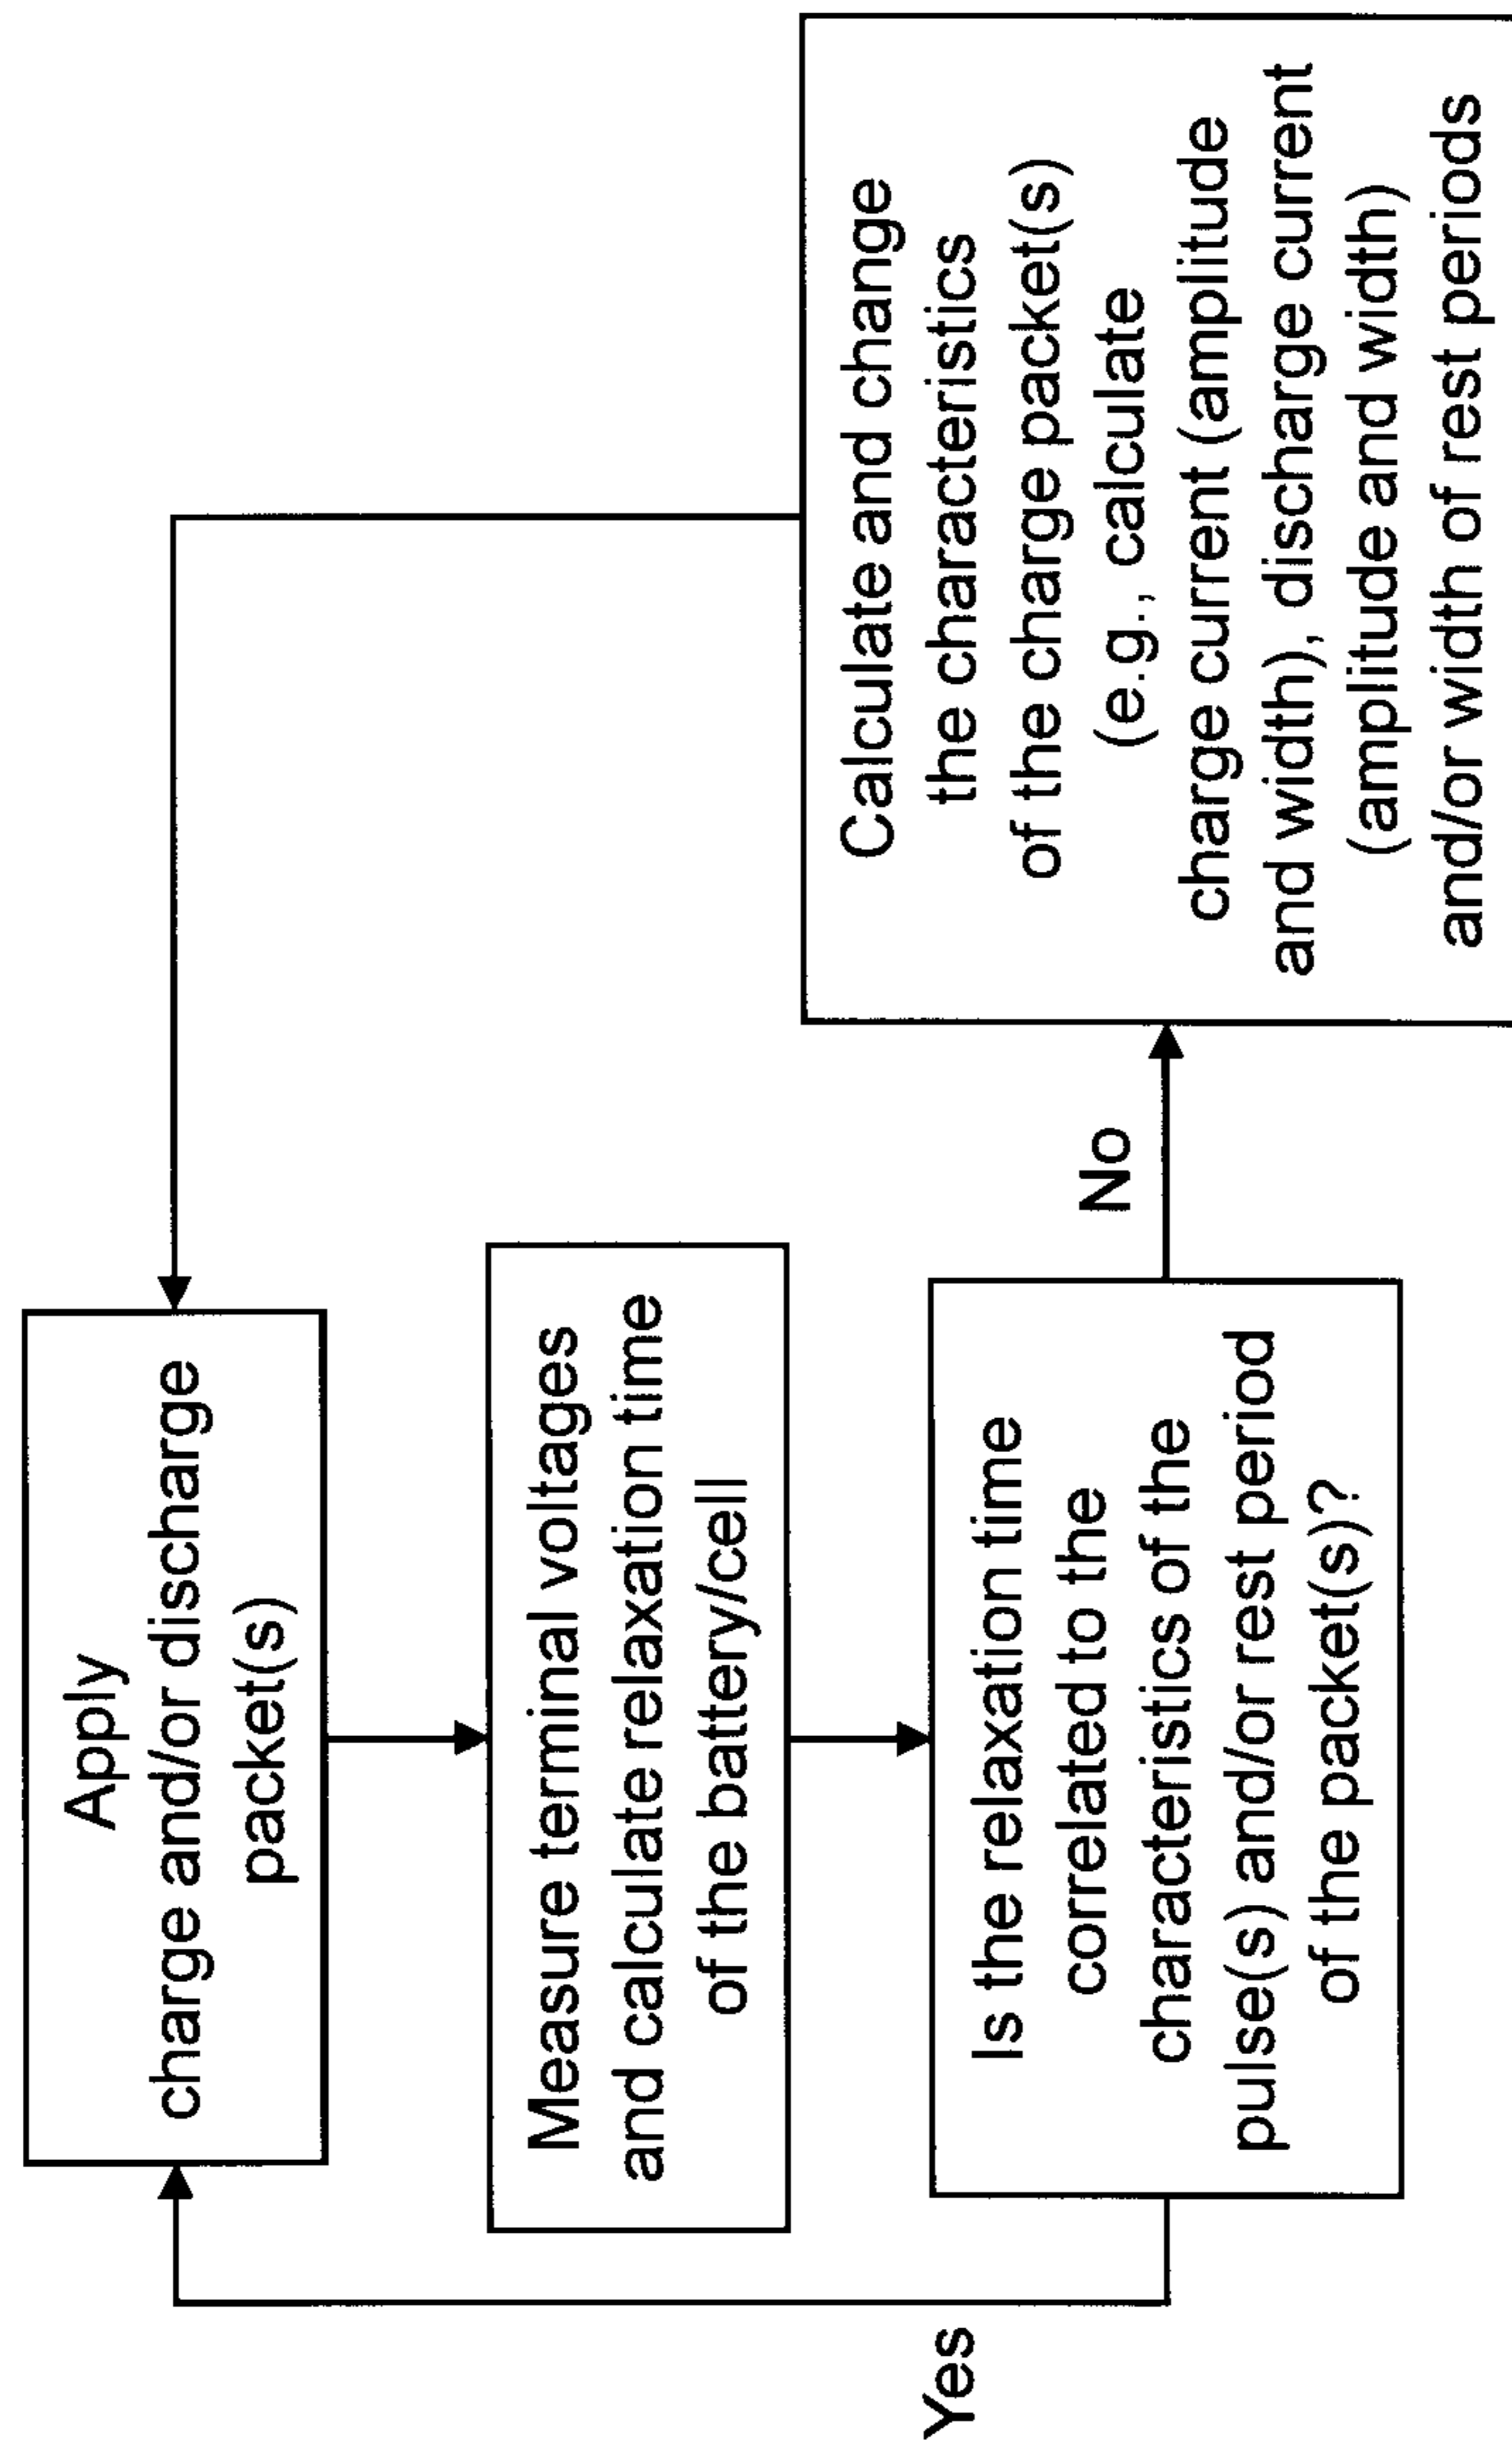 Apply
charge and/or discharge
packet(s)
Measure terminal voltages
and calculate relaxation time
of the battery/cell
Is the relaxation time
correlated to the
characteristics of the
pulse(s) and/or rest period
of the packet(s)?
Yes
No
Calculate and change
the characteristics
of the charge packet(s)
(e.g., calculate
charge current (amplitude
and width), discharge current
(amplitude and width)
and/or width of rest periods